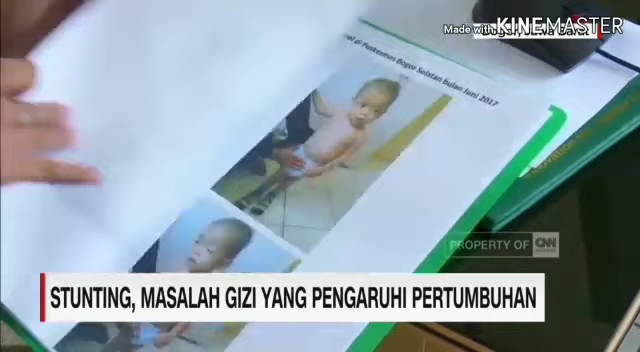 Made with
KINEMASTER
di Puskesmas Bogor Selatan bulan Juni 2017
PROPERTY OF CNN
STUNTING, MASALAH GIZI YANG PENGARUHI PERTUMBUHAN